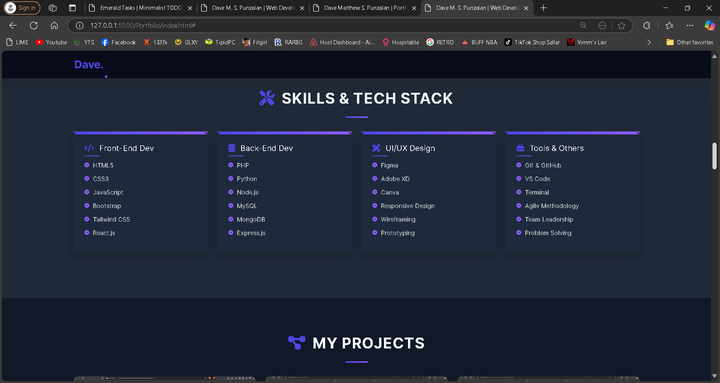 Sign in
Emerald Tasks | Minimalist TODO
Dave M. S. Punzalan | Web Develo
Dave Matthew S. Punzalan | Portf
Dave M. S. Punzalan | Web Develo
127.0.0.1:5500/Portfolio/index.html#
LIME
Youtube
YTS
Facebook
1337x
GLXY
TipidPC
Fitgirl
RARBG
Host Dashboard - Ai...
Hospitable
RETRO
BUFF NBA
TikTok Shop Seller
Vimm's Lair
Other favorites
Dave.
SKILLS & TECH STACK
Front-End Dev
HTML5
CSS3
JavaScript
Bootstrap
Tailwind CSS
React.js
Back-End Dev
PHP
Python
Node.js
MySQL
MongoDB
Express.js
UI/UX Design
Figma
Adobe XD
Canva
Responsive Design
Wireframing
Prototyping
Tools & Others
Git & GitHub
VS Code
Terminal
Agile Methodology
Team Leadership
Problem Solving
MY PROJECTS